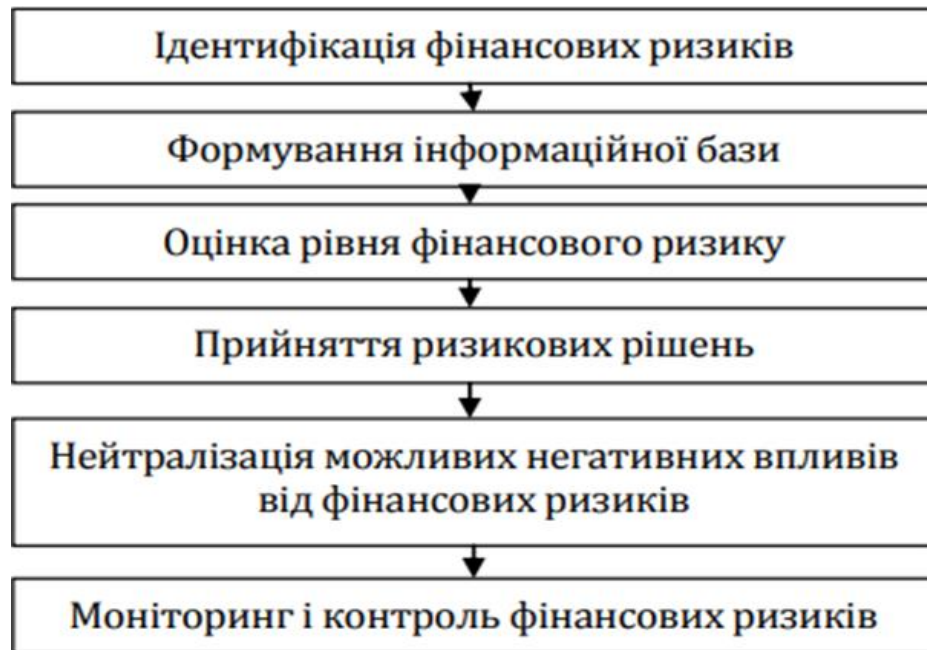 Ідентифікація фінансових ризиків
Формування інформаційної бази
Оцінка рівня фінансового ризику
Прийняття ризикових рішень
Нейтралізація можливих негативних впливів
від фінансових ризиків
Моніторинг і контроль фінансових ризиків